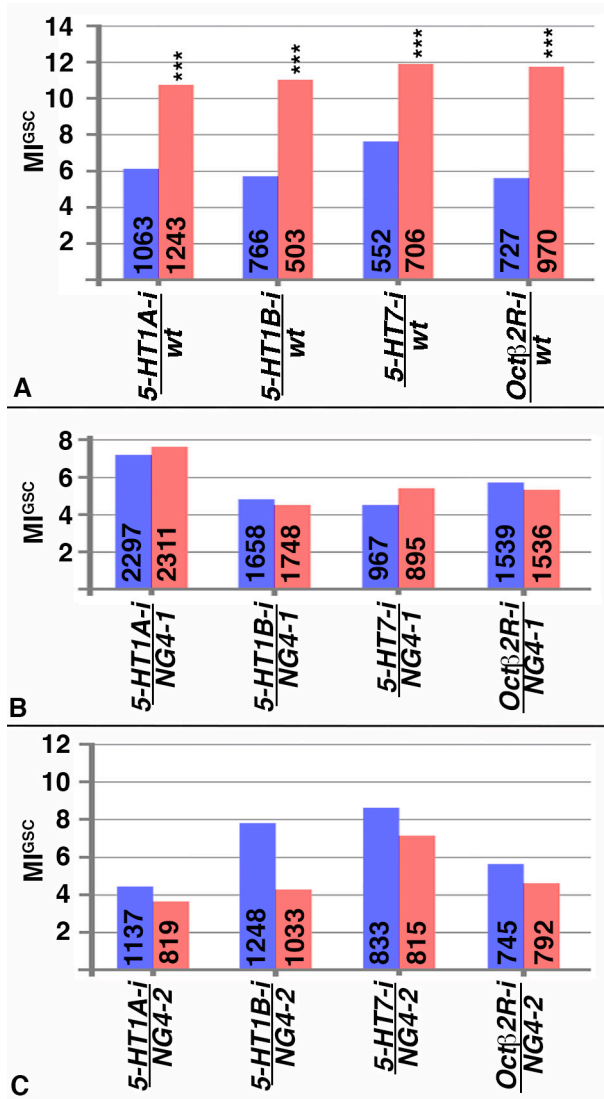 14
12
10
8
6
4
2
MIGSC
***
***
***
***
1063
1243
766
503
552
706
727
970
5-HT1A-i
wt
5-HT1B-i
wt
5-HT7-i
wt
Octβ2R-i
wt
A
8
6
4
2
MIGSC
2297
2311
1658
1748
967
895
1539
1536
5-HT1A-i
NG4-1
5-HT1B-i
NG4-1
5-HT7-i
NG4-1
Octβ2R-i
NG4-1
B
12
10
8
6
4
2
MIGSC
1137
819
1248
1033
833
815
745
792
5-HT1A-i
NG4-2
5-HT1B-i
NG4-2
5-HT7-i
NG4-2
Octβ2R-i
NG4-2
C